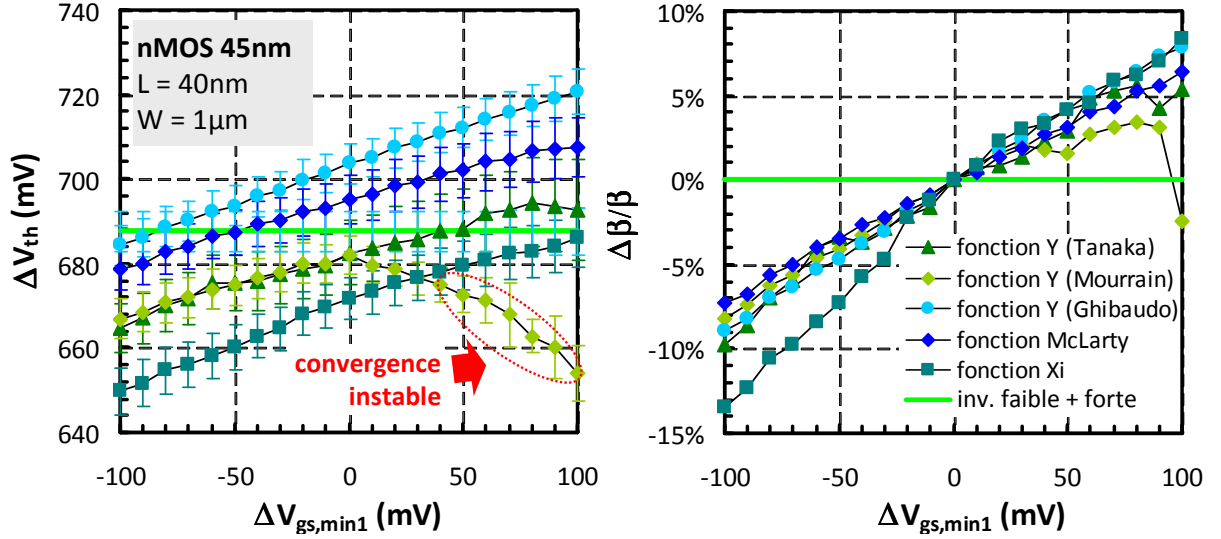 740
720
700
680
660
640
ΔVth (mV)
nMOS 45nm
L = 40nm
W = 1µm
convergence
instable
-100
-50
0
50
100
ΔVgs,min1 (mV)
10%
5%
0%
-5%
-10%
-15%
Δβ/β
fonction Y (Tanaka)
fonction Y (Mourrain)
fonction Y (Ghibaudo)
fonction McLarty
fonction Xi
inv. faible + forte
-100
-50
0
50
100
ΔVgs,min1 (mV)